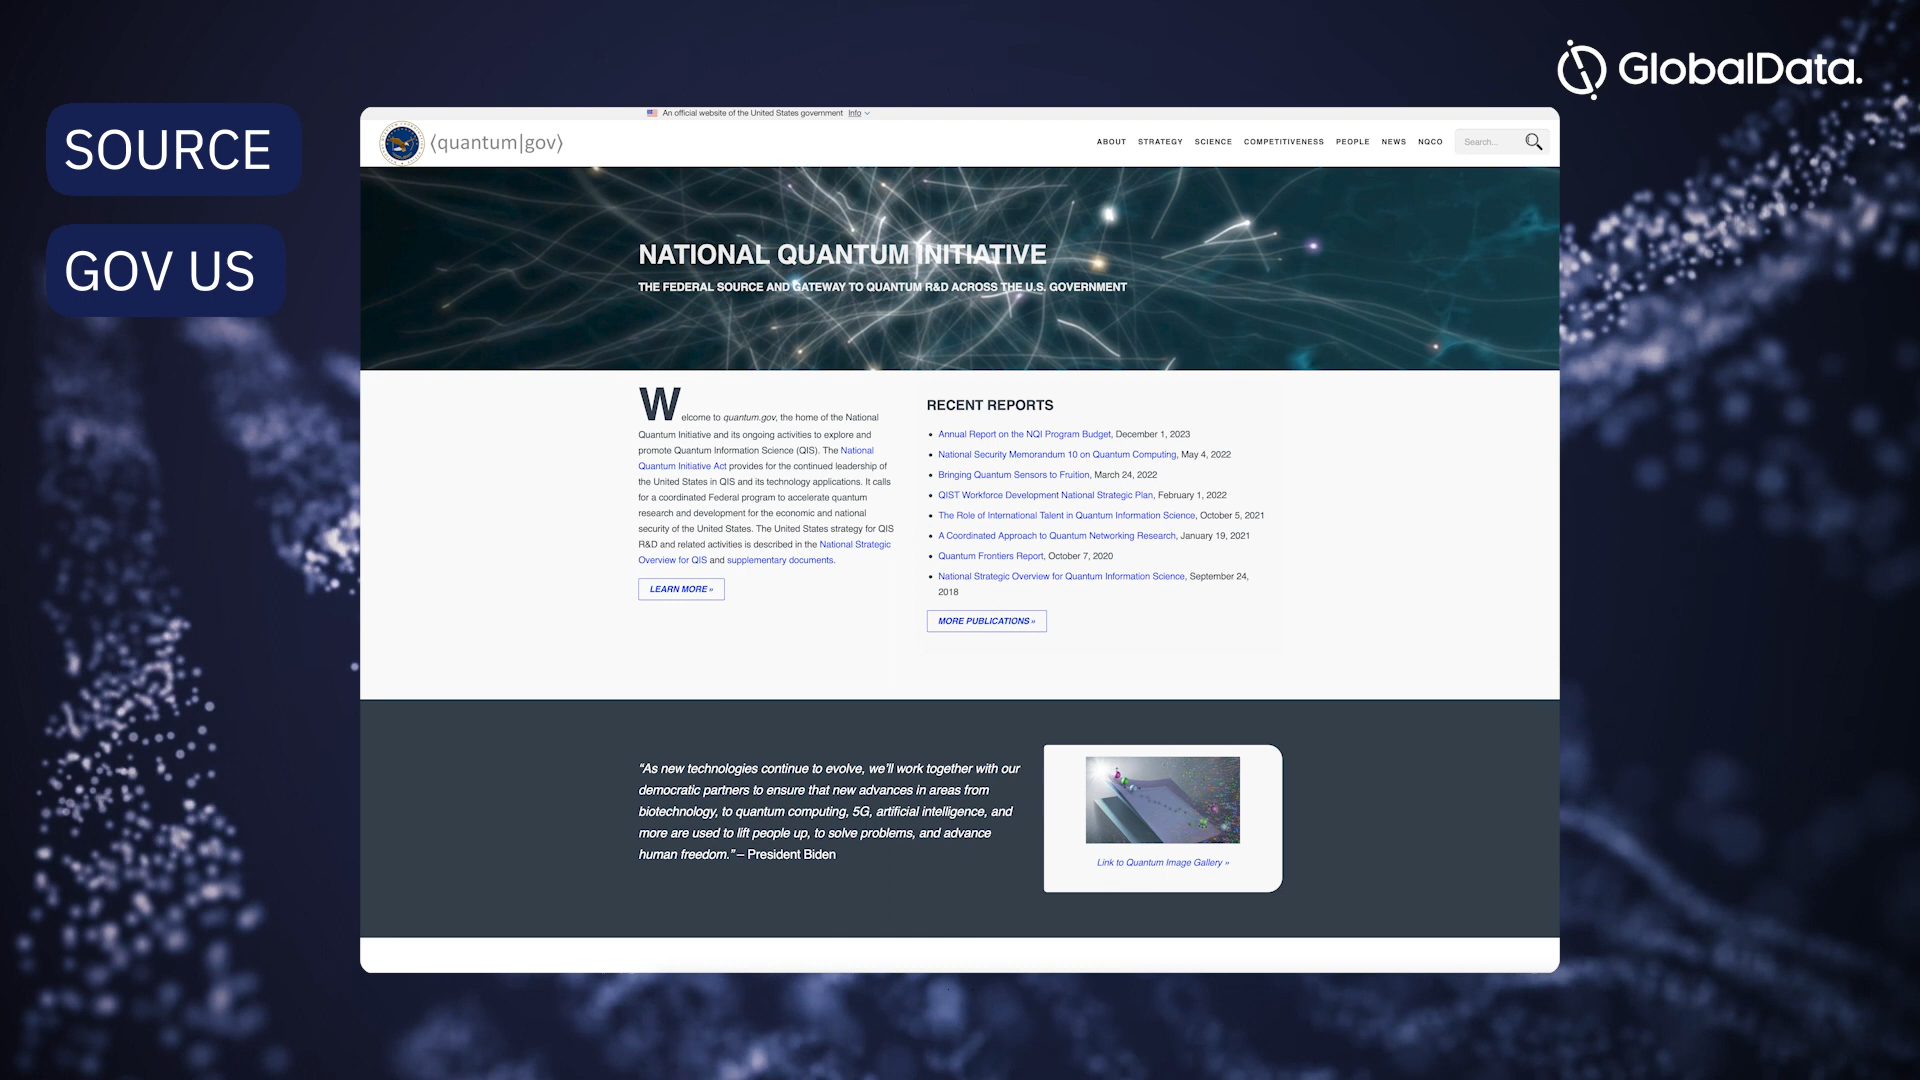 GlobalData.
SOURCE
GOV US
An official website of the United States government Info
⟨quantum|gov⟩
ABOUT STRATEGY SCIENCE COMPETITIVENESS PEOPLE NEWS NQCO Search...
NATIONAL QUANTUM INITIATIVE
THE FEDERAL SOURCE AND GATEWAY TO QUANTUM R&D ACROSS THE U.S. GOVERNMENT
Welcome to quantum.gov, the home of the National
Quantum Initiative and its ongoing activities to explore and
promote Quantum Information Science (QIS). The National
Quantum Initiative Act provides for the continued leadership of
the United States in QIS and its technology applications. It calls
for a coordinated Federal program to accelerate quantum
research and development for the economic and national
security of the United States. The United States strategy for QIS
R&D and related activities is described in the National Strategic
Overview for QIS and supplementary documents.
LEARN MORE »
RECENT REPORTS
• Annual Report on the NQI Program Budget, December 1, 2023
• National Security Memorandum 10 on Quantum Computing, May 4, 2022
• Bringing Quantum Sensors to Fruition, March 24, 2022
• QIST Workforce Development National Strategic Plan, February 1, 2022
• The Role of International Talent in Quantum Information Science, October 5, 2021
• A Coordinated Approach to Quantum Networking Research, January 19, 2021
• Quantum Frontiers Report, October 7, 2020
• National Strategic Overview for Quantum Information Science, September 24,
2018
MORE PUBLICATIONS »
“As new technologies continue to evolve, we’ll work together with our
democratic partners to ensure that new advances in areas from
biotechnology, to quantum computing, 5G, artificial intelligence, and
more are used to lift people up, to solve problems, and advance
human freedom.” – President Biden
Link to Quantum Image Gallery »